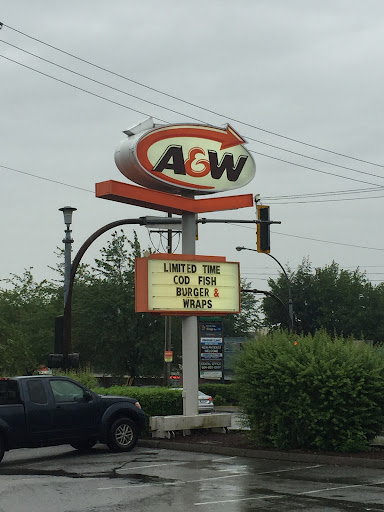 A&W
LIMITED TIME
COD FISH
BURGER &
WRAPS